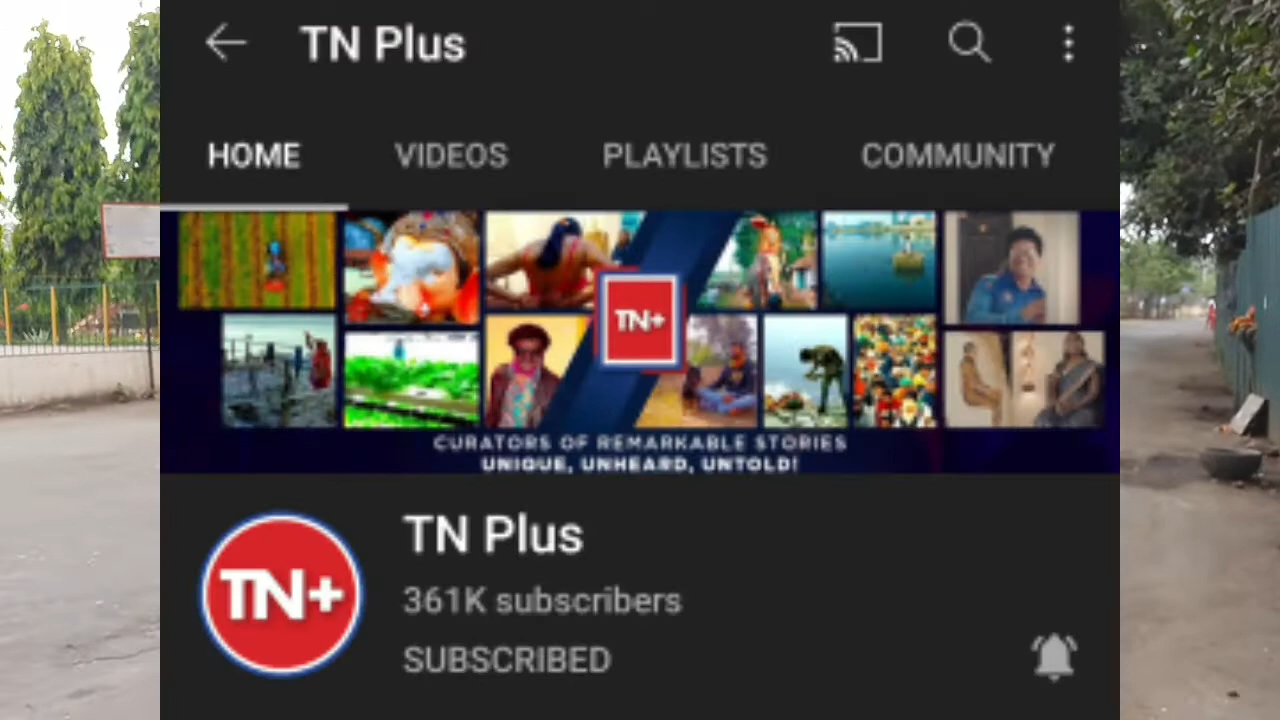 TN Plus
HOME VIDEOS PLAYLISTS COMMUNITY
TN+
CURATORS OF REMARKABLE STORIES
UNIQUE, UNHEARD, UNTOLD!
TN+
TN Plus
361K subscribers
SUBSCRIBED